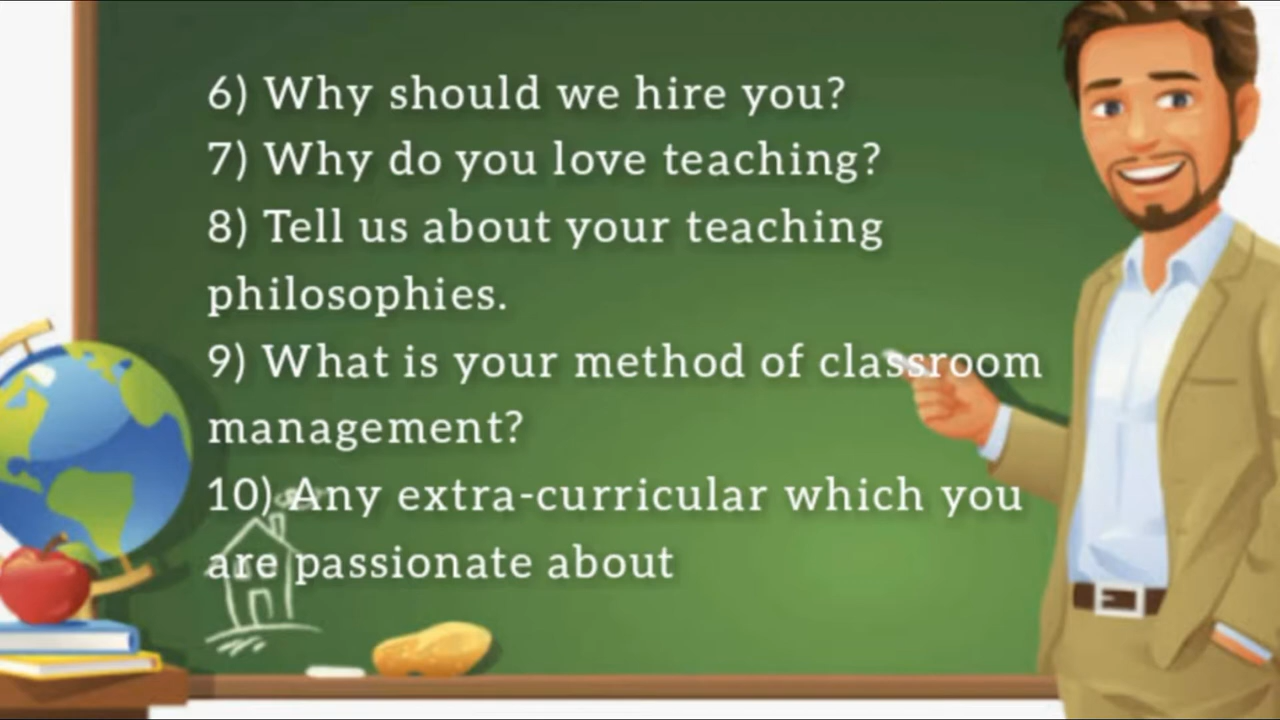 6) Why should we hire you?
7) Why do you love teaching?
8) Tell us about your teaching
philosophies.
9) What is your method of classroom
management?
10) Any extra-curricular which you
are passionate about